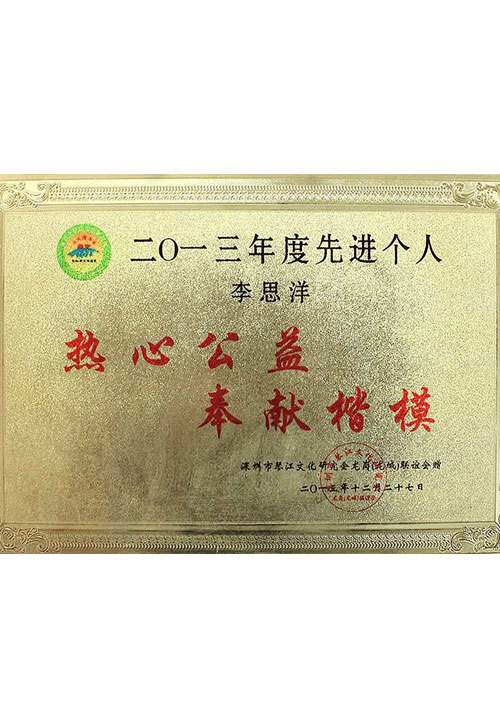 二〇一三年度先进个人
李思洋
热心公益
奉献楷模
深圳市琴江文化研究会龙岗(龙城)联谊会赠
二〇一三年十二月二十七日